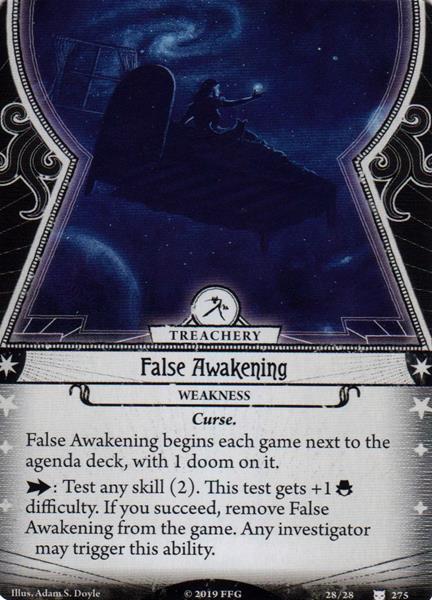 TREACHERY
False Awakening
WEAKNESS
Curse.
False Awakening begins each game next to the
agenda deck, with 1 doom on it.
: Test any skill (2). This test gets +1
difficulty. If you succeed, remove False
Awakening from the game. Any investigator
may trigger this ability.
Illus. Adam S. Doyle © 2019 FFG 28/28 275